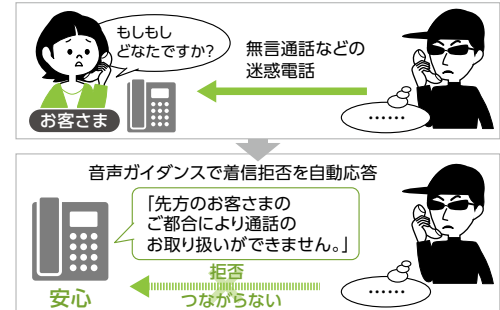 もしもし
どなたですか?
無言通話などの
迷惑電話
お客さま
……
音声ガイダンスで着信拒否を自動応答
「先方のお客さまの
ご都合により通話の
お取り扱いができません。」
拒否
つながらない
安心
……